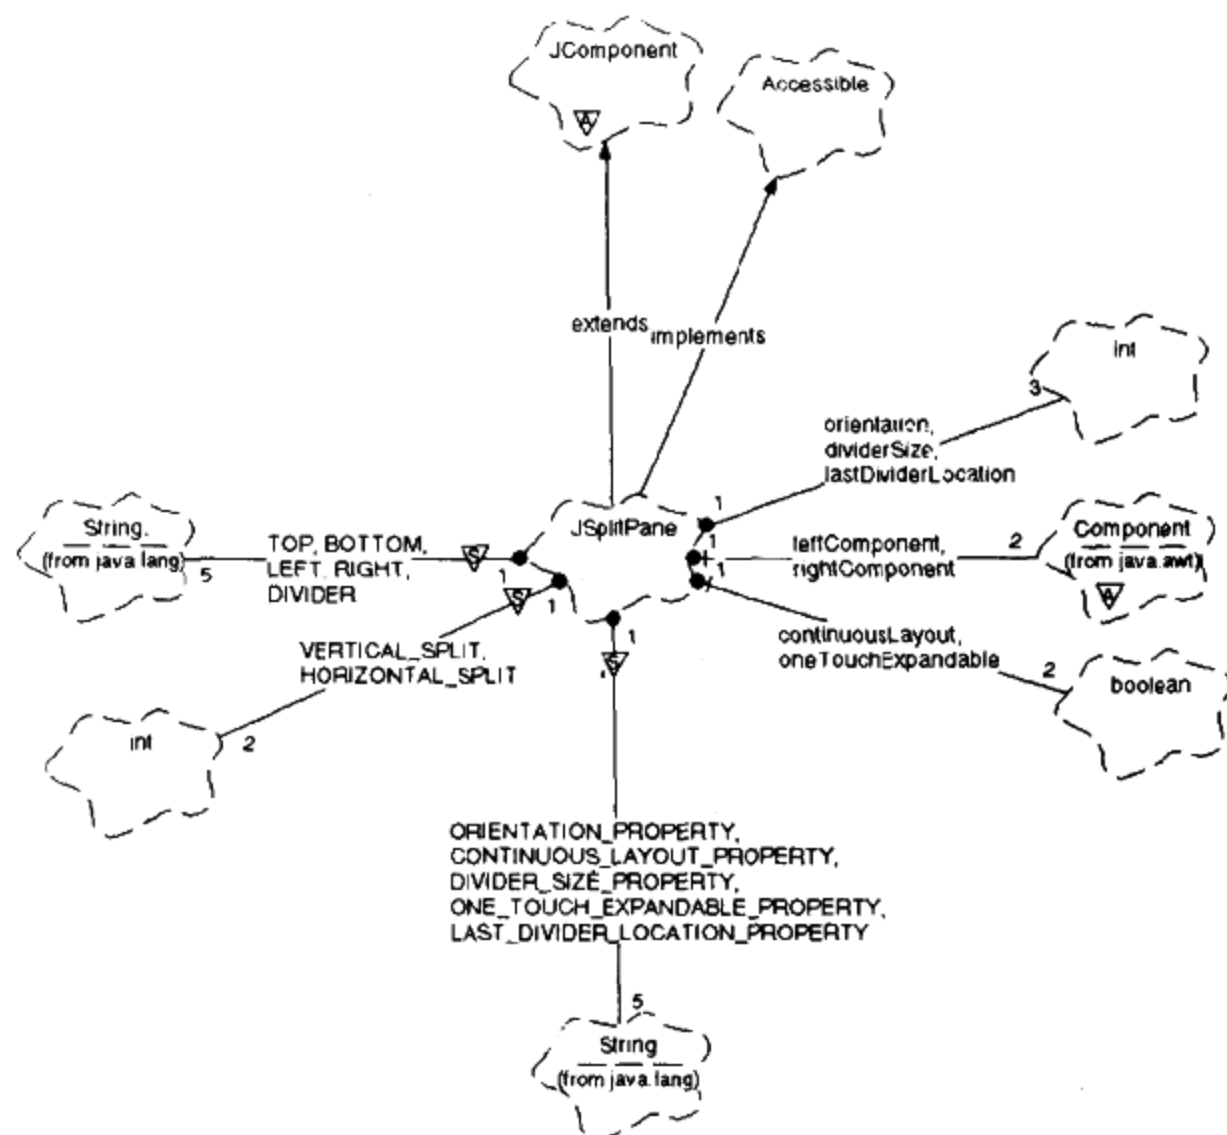 JComponent
A
Accessible
extends
implements
int
3
orientation,
dividerSize,
lastDividerLocation
1
JSplitPane
String.
(from java lang)
5
TOP, BOTTOM,
LEFT, RIGHT,
DIVIDER
S
1
1
leftComponent,
rightComponent
2
Component
(from java.awt)
A
1
S
1
VERTICAL_SPLIT,
HORIZONTAL_SPLIT
1
S
continuousLayout,
oneTouchExpandable
2
boolean
int
2
ORIENTATION_PROPERTY,
CONTINUOUS_LAYOUT_PROPERTY,
DIVIDER_SIZE_PROPERTY,
ONE_TOUCH_EXPANDABLE_PROPERTY,
LAST_DIVIDER_LOCATION_PROPERTY
5
String
(from java lang)